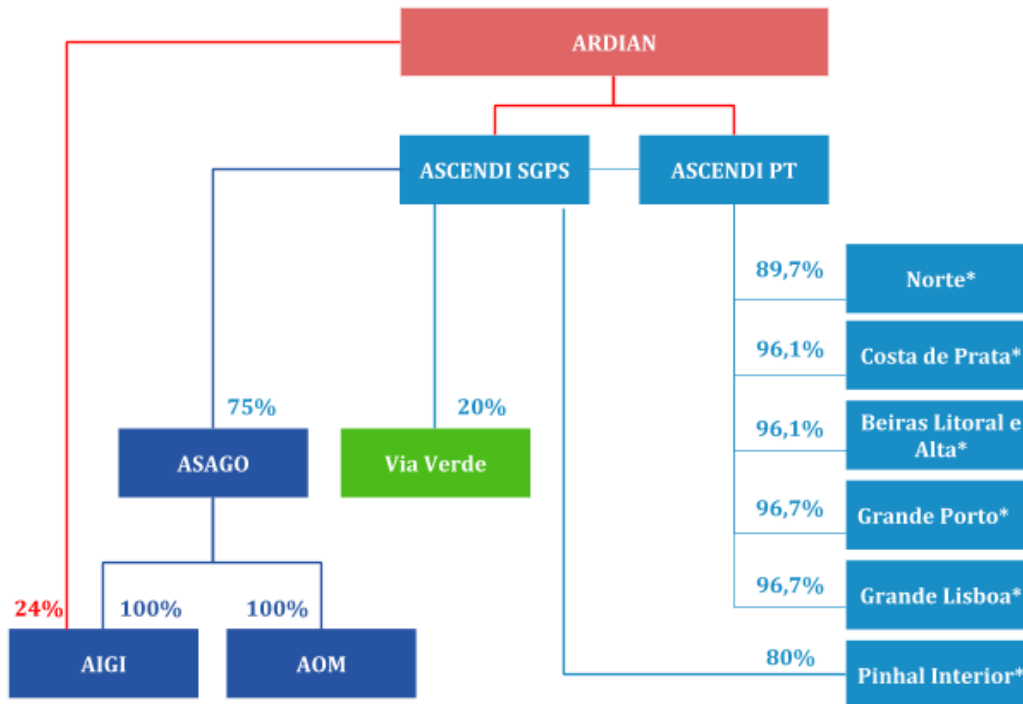 ARDIAN
ASCENDI SGPS
ASCENDI PT
89,7%
Norte*
96,1%
Costa de Prata*
75%
20%
96,1%
Beiras Litoral e
Alta*
ASAGO
Via Verde
96,7%
Grande Porto*
96,7%
Grande Lisboa*
24%
100%
100%
AIGI
AOM
80%
Pinhal Interior*